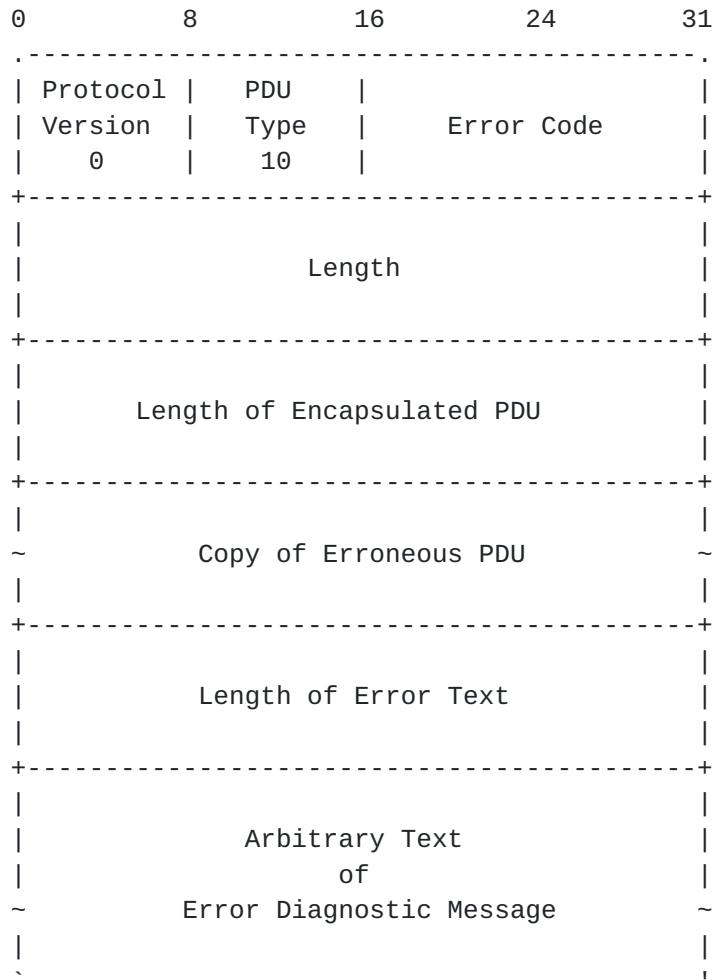 0          8          16         24        31
.-------------------------------------------.
| Protocol |   PDU    |                     |
| Version  |   Type   |     Error Code      |
|    0     |    10    |                     |
+-------------------------------------------+
|                                           |
|                  Length                   |
|                                           |
+-------------------------------------------+
|                                           |
|       Length of Encapsulated PDU          |
|                                           |
+-------------------------------------------+
|                                           |
~           Copy of Erroneous PDU           ~
|                                           |
+-------------------------------------------+
|                                           |
|           Length of Error Text            |
|                                           |
+-------------------------------------------+
|                                           |
|              Arbitrary Text               |
|                    of                     |
~          Error Diagnostic Message         ~
|                                           |